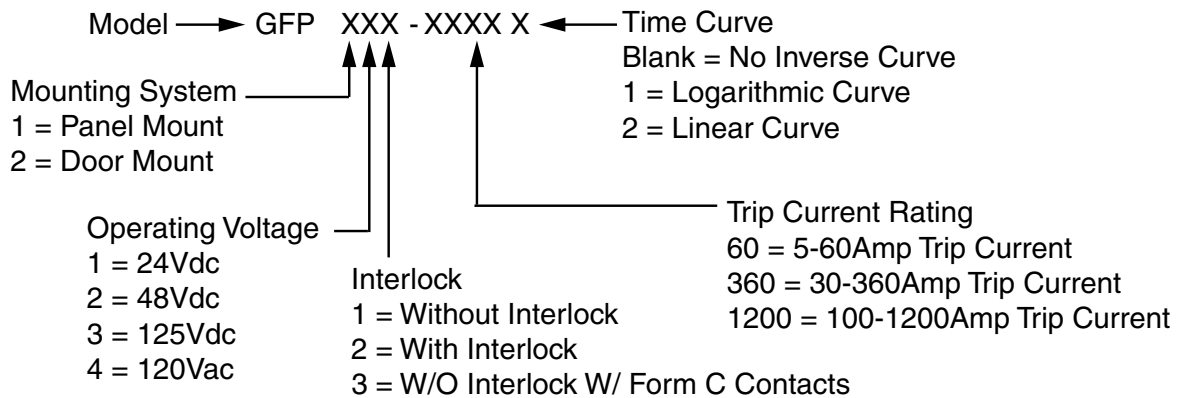 Model GFP XXX - XXXX X Time Curve
Blank = No Inverse Curve
1 = Logarithmic Curve
2 = Linear Curve
Mounting System
1 = Panel Mount
2 = Door Mount
Trip Current Rating
60 = 5-60Amp Trip Current
360 = 30-360Amp Trip Current
1200 = 100-1200Amp Trip Current
Operating Voltage
1 = 24Vdc
2 = 48Vdc
3 = 125Vdc
4 = 120Vac
Interlock
1 = Without Interlock
2 = With Interlock
3 = W/O Interlock W/ Form C Contacts